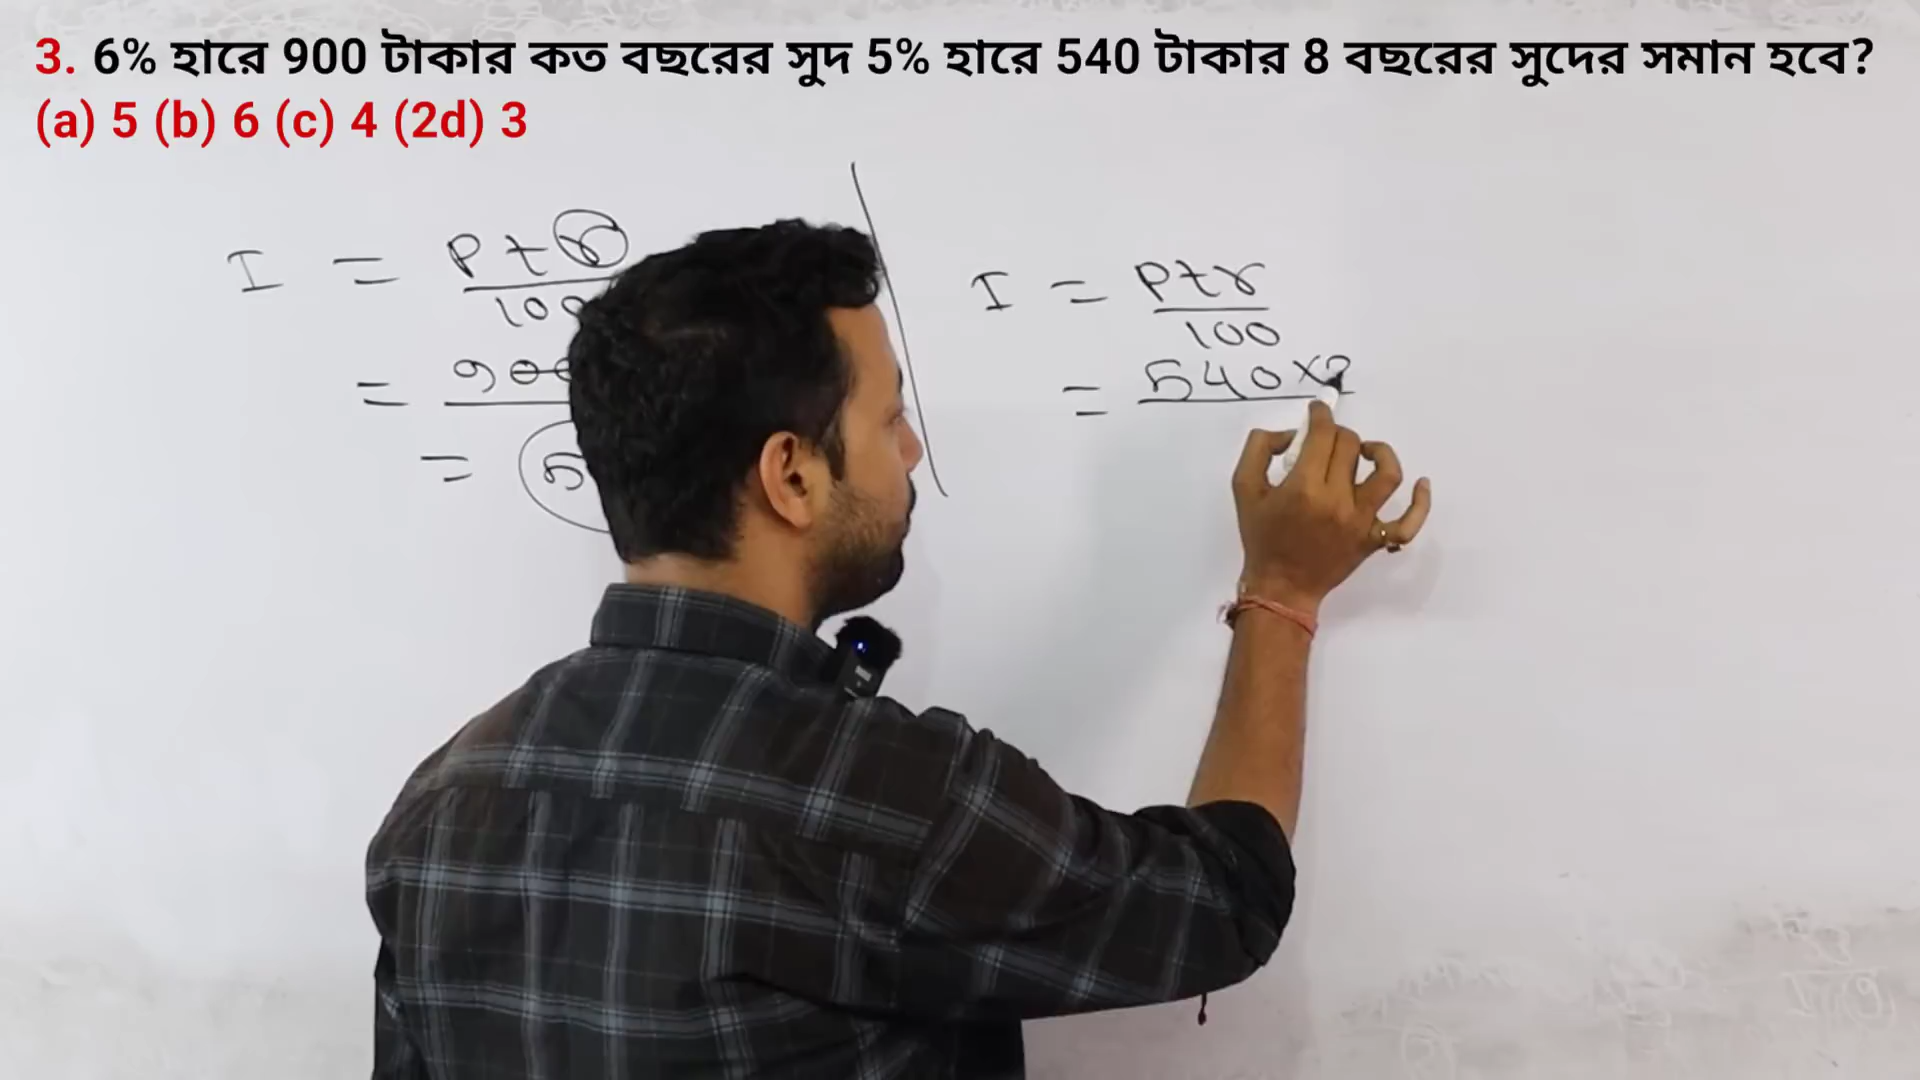 3. 6% হারে 900 টাকার কত বছরের সুদ 5% হারে 540 টাকার 8 বছরের সুদের সমান হবে?
(a) 5 (b) 6 (c) 4 (2d) 3
I = ptr
100
=
=
I = ptr
100
= 540×